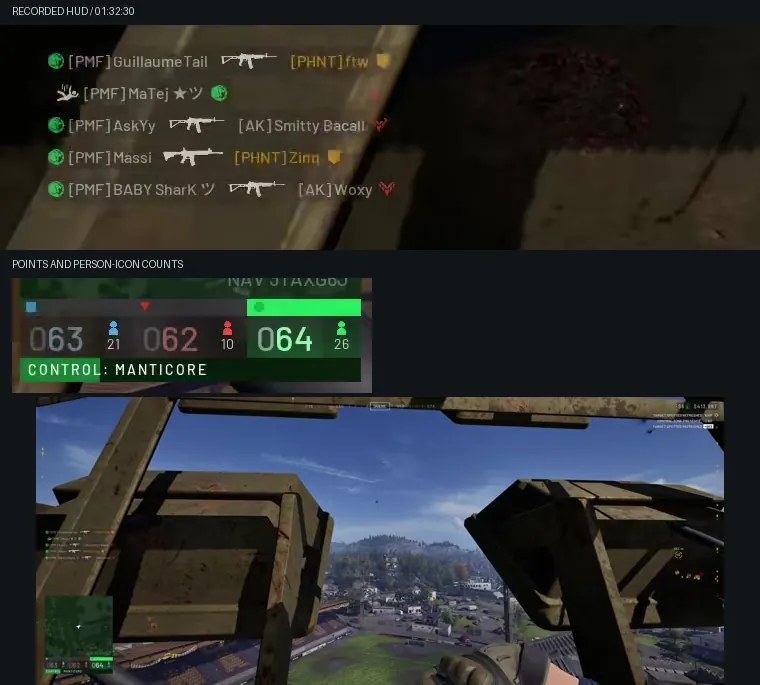 RECORDED HUD / 01:32:30
[PMF]GuillaumeTail [PHNT].ftw
[PMF]MaTej ★ツ
[PMF]AskYy [AK]Smitty Bacall
[PMF]Massi [PHNT]Zinq
[PMF]BABY SharK ツ [AK]Woxy
POINTS AND PERSON-ICON COUNTS
063 21 062 10 064 26
CONTROL: MANTICORE